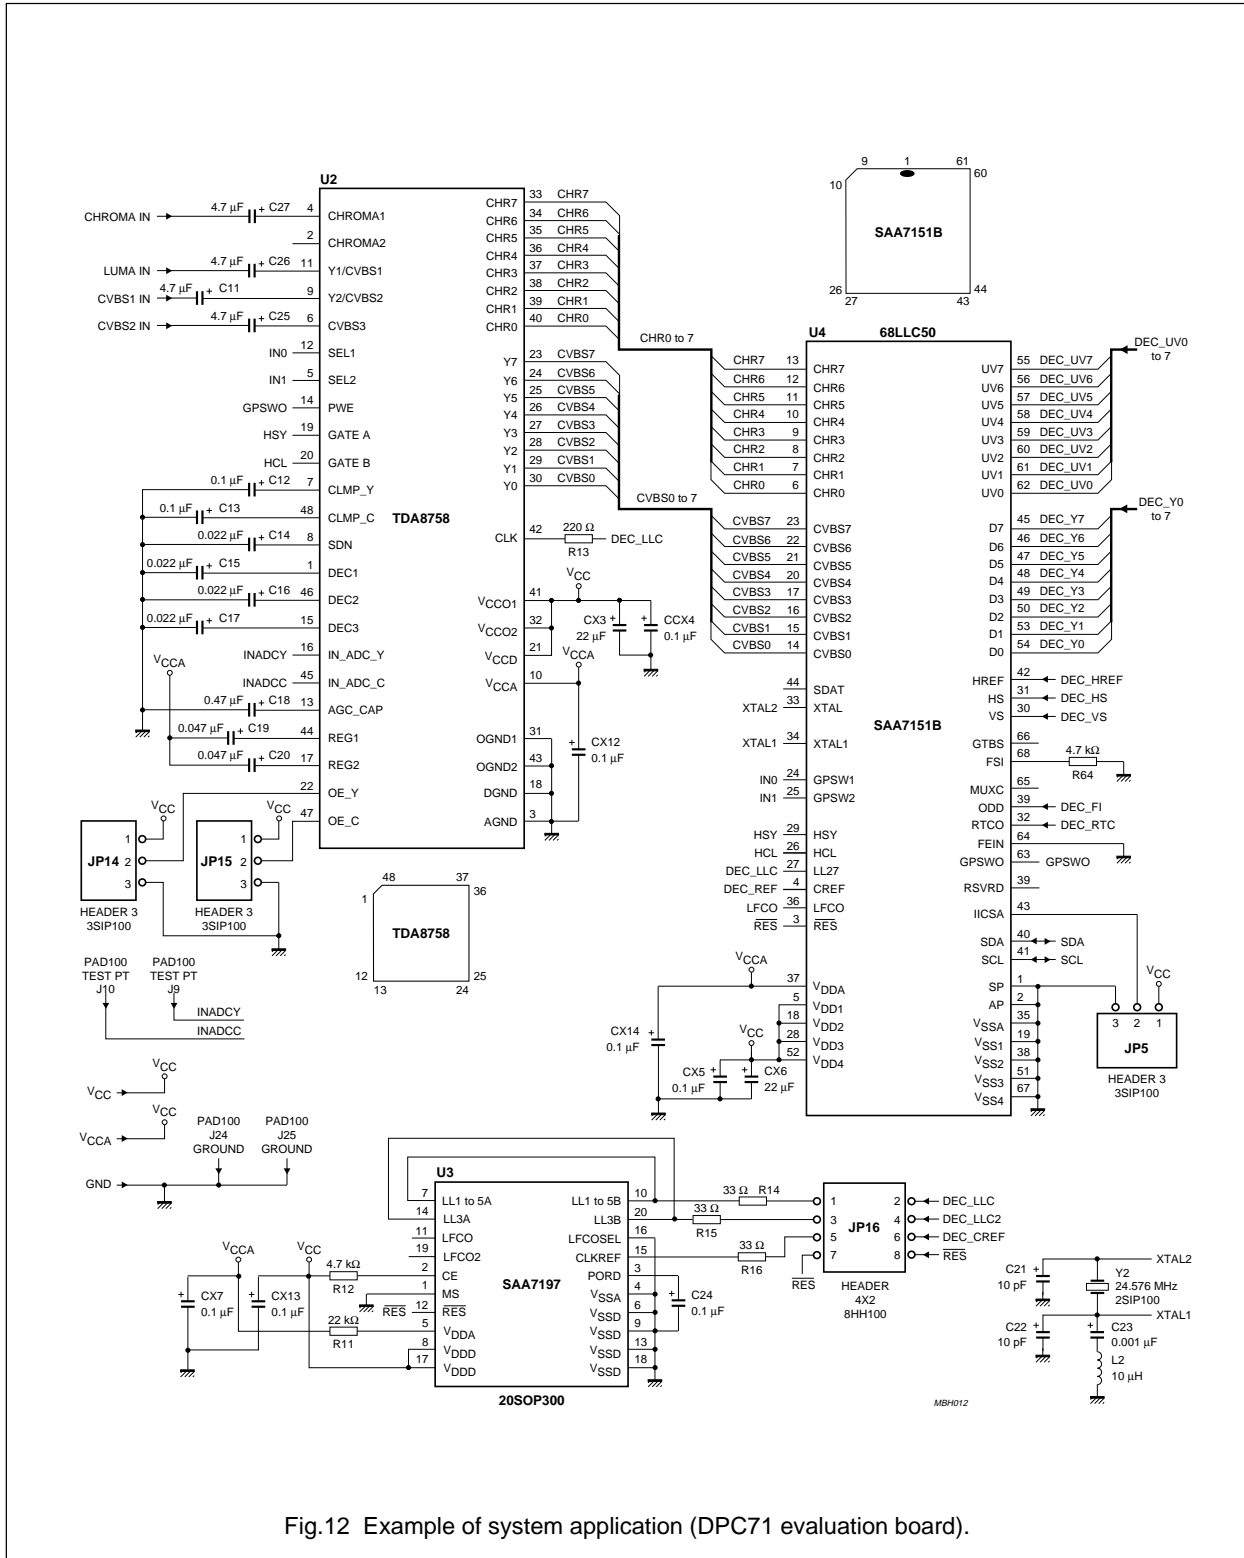 U2
CHROMA IN
4.7 µF + C27
4 CHROMA1
2 CHROMA2
LUMA IN
4.7 µF + C26
11 Y1/CVBS1
CVBS1 IN
4.7 µF + C11
9 Y2/CVBS2
CVBS2 IN
4.7 µF + C25
6 CVBS3
IN0 12 SEL1
IN1 5 SEL2
GPSWO 14 PWE
HSY 19 GATE A
HCL 20 GATE B
0.1 µF + C12 7 CLMP_Y
0.1 µF + C13 48 CLMP_C
0.022 µF + C14 8 SDN
0.022 µF + C15 1 DEC1
0.022 µF + C16 46 DEC2
0.022 µF + C17 15 DEC3
INADCY 16 IN_ADC_Y
VCCA
INADCC 45 IN_ADC_C
0.47 µF + C18 13 AGC_CAP
0.047 µF + C19 44 REG1
0.047 µF + C20 17 REG2
22 OE_Y
47 OE_C
TDA8758
CHR7 33 CHR7
CHR6 34 CHR6
CHR5 35 CHR5
CHR4 36 CHR4
CHR3 37 CHR3
CHR2 38 CHR2
CHR1 39 CHR1
CHR0 40 CHR0
CHR0 to 7
Y7 23 CVBS7
Y6 24 CVBS6
Y5 25 CVBS5
Y4 26 CVBS4
Y3 27 CVBS3
Y2 28 CVBS2
Y1 29 CVBS1
Y0 30 CVBS0
CVBS0 to 7
CLK 42 220 Ω DEC_LLC
R13
VCC
VCCO1 41
VCCO2 32
VCCD 21
CX3 + 22 µF
CCX4 + 0.1 µF
VCCA
VCCA 10
OGND1 31
OGND2 43
DGND 18
AGND 3
CX12 + 0.1 µF
VCC
1
JP14 2
3
HEADER 3
3SIP100
VCC
1
JP15 2
3
HEADER 3
3SIP100
48 37
1 36
TDA8758
12 25
13 24
PAD100
TEST PT
J10
PAD100
TEST PT
J9
INADCY
INADCC
VCC
VCC
VCC
VCCA
GND
PAD100
J24
GROUND
PAD100
J25
GROUND
9 1 61
10 60
SAA7151B
26 44
27 43
U4 68LLC50
CHR7 13 CHR7
CHR6 12 CHR6
CHR5 11 CHR5
CHR4 10 CHR4
CHR3 9 CHR3
CHR2 8 CHR2
CHR1 7 CHR1
CHR0 6 CHR0
CVBS7 23 CVBS7
CVBS6 22 CVBS6
CVBS5 21 CVBS5
CVBS4 20 CVBS4
CVBS3 17 CVBS3
CVBS2 16 CVBS2
CVBS1 15 CVBS1
CVBS0 14 CVBS0
44 SDAT
XTAL2 33 XTAL
XTAL1 34 XTAL1
IN0 24 GPSW1
IN1 25 GPSW2
HSY 29 HSY
HCL 26 HCL
DEC_LLC 27 LL27
DEC_REF 4 CREF
LFCO 36 LFCO
RES 3 RES
VCCA
37 VDDA
5 VDD1
18 VDD2
28 VDD3
52 VDD4
VCC
CX14 + 0.1 µF
CX5 + 0.1 µF
CX6 + 22 µF
SAA7151B
DEC_UV0
to 7
UV7 55 DEC_UV7
UV6 56 DEC_UV6
UV5 57 DEC_UV5
UV4 58 DEC_UV4
UV3 59 DEC_UV3
UV2 60 DEC_UV2
UV1 61 DEC_UV1
UV0 62 DEC_UV0
DEC_Y0
to 7
D7 45 DEC_Y7
D6 46 DEC_Y6
D5 47 DEC_Y5
D4 48 DEC_Y4
D3 49 DEC_Y3
D2 50 DEC_Y2
D1 53 DEC_Y1
D0 54 DEC_Y0
HREF 42 DEC_HREF
HS 31 DEC_HS
VS 30 DEC_VS
GTBS 66
FSI 68 4.7 kΩ
R64
MUXC 65
ODD 39 DEC_FI
RTCO 32 DEC_RTC
FEIN 64
GPSWO 63 GPSWO
RSVRD 39
IICSA 43
SDA 40 SDA
SCL 41 SCL
VCC
SP 1
AP 2
VSSA 35
VSS1 19
VSS2 38
VSS3 51
VSS4 67
3 2 1
JP5
HEADER 3
3SIP100
U3
7 LL1 to 5A
14 LL3A
11 LFCO
19 LFCO2
VCCA
VCC
4.7 kΩ 2 CE
R12
1 MS
RES 12 RES
22 kΩ 5 VDDA
R11
8 VDDD
17 VDDD
CX7 + 0.1 µF
CX13 + 0.1 µF
SAA7197
20SOP300
LL1 to 5B 10
LL3B 20
LFCOSEL 16
CLKREF 15
PORD 3
VSSA 4
VSSD 6
VSSD 9
VSSD 13
VSSD 18
C24 + 0.1 µF
33 Ω R14
33 Ω
R15
33 Ω
R16
1 2 DEC_LLC
3 4 DEC_LLC2
5 6 DEC_CREF
7 8 RES
JP16
RES
HEADER
4X2
8HH100
XTAL2
C21 + 10 pF
Y2
24.576 MHz
2SIP100
XTAL1
C22 + 10 pF
C23 + 0.001 µF
L2
10 µH
MBH012
Fig.12 Example of system application (DPC71 evaluation board).